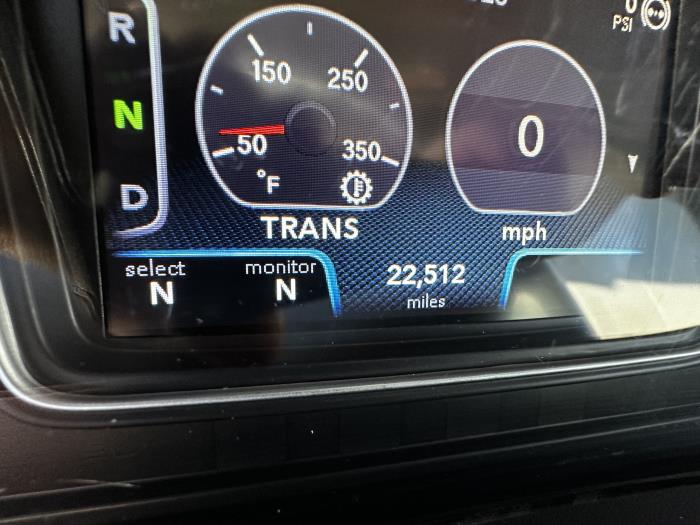 0
PSI
R
N
D
150
250
50
350
°F
TRANS
0
mph
select
N
monitor
N
22,512
miles